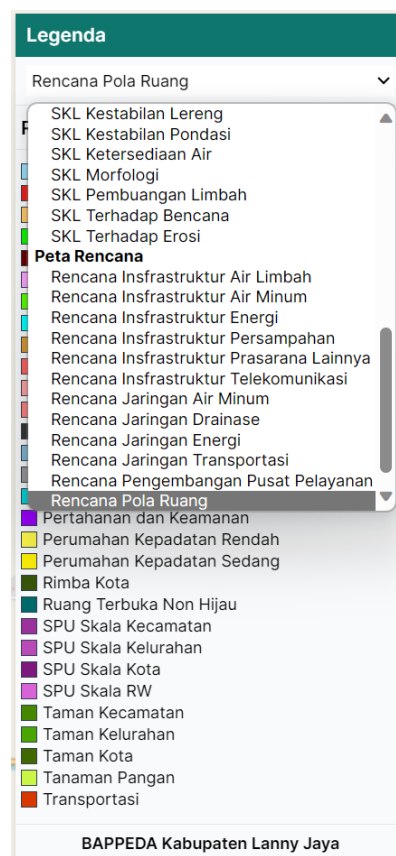 Legenda
Rencana Pola Ruang
SKL Kestabilan Lereng
SKL Kestabilan Pondasi
SKL Ketersediaan Air
SKL Morfologi
SKL Pembuangan Limbah
SKL Terhadap Bencana
SKL Terhadap Erosi
Peta Rencana
Rencana Insfrastruktur Air Limbah
Rencana Insfrastruktur Air Minum
Rencana Insfrastruktur Energi
Rencana Insfrastruktur Persampahan
Rencana Insfrastruktur Prasarana Lainnya
Rencana Insfrastruktur Telekomunikasi
Rencana Jaringan Air Minum
Rencana Jaringan Drainase
Rencana Jaringan Energi
Rencana Jaringan Transportasi
Rencana Pengembangan Pusat Pelayanan
Rencana Pola Ruang
Pertahanan dan Keamanan
Perumahan Kepadatan Rendah
Perumahan Kepadatan Sedang
Rimba Kota
Ruang Terbuka Non Hijau
SPU Skala Kecamatan
SPU Skala Kelurahan
SPU Skala Kota
SPU Skala RW
Taman Kecamatan
Taman Kelurahan
Taman Kota
Tanaman Pangan
Transportasi
BAPPEDA Kabupaten Lanny Jaya